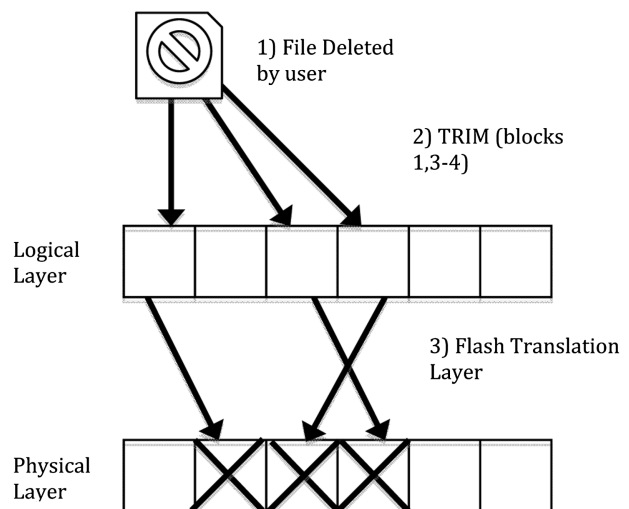 1) File Deleted
by user
2) TRIM (blocks
1,3-4)
Logical
Layer
3) Flash Translation
Layer
Physical
Layer